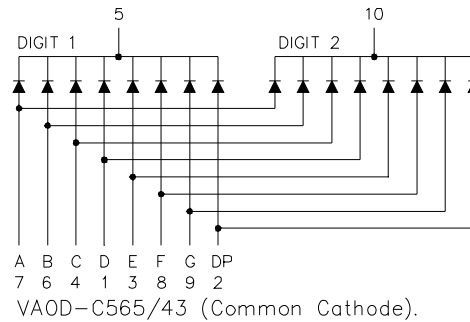 5 10
DIGIT 1 DIGIT 2
A B C D E F G DP
7 6 4 1 3 8 9 2
VAOD-C565/43 (Common Cathode).